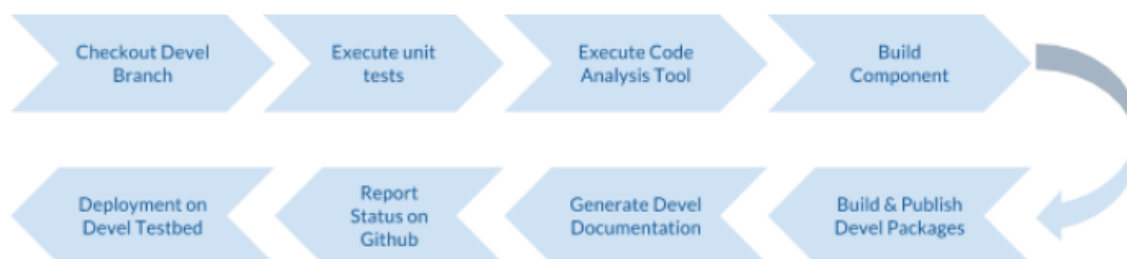 Checkout Devel
Branch
Execute unit
tests
Execute Code
Analysis Tool
Build
Component
Build & Publish
Devel Packages
Generate Devel
Documentation
Report
Status on
Github
Deployment on
Devel Testbed